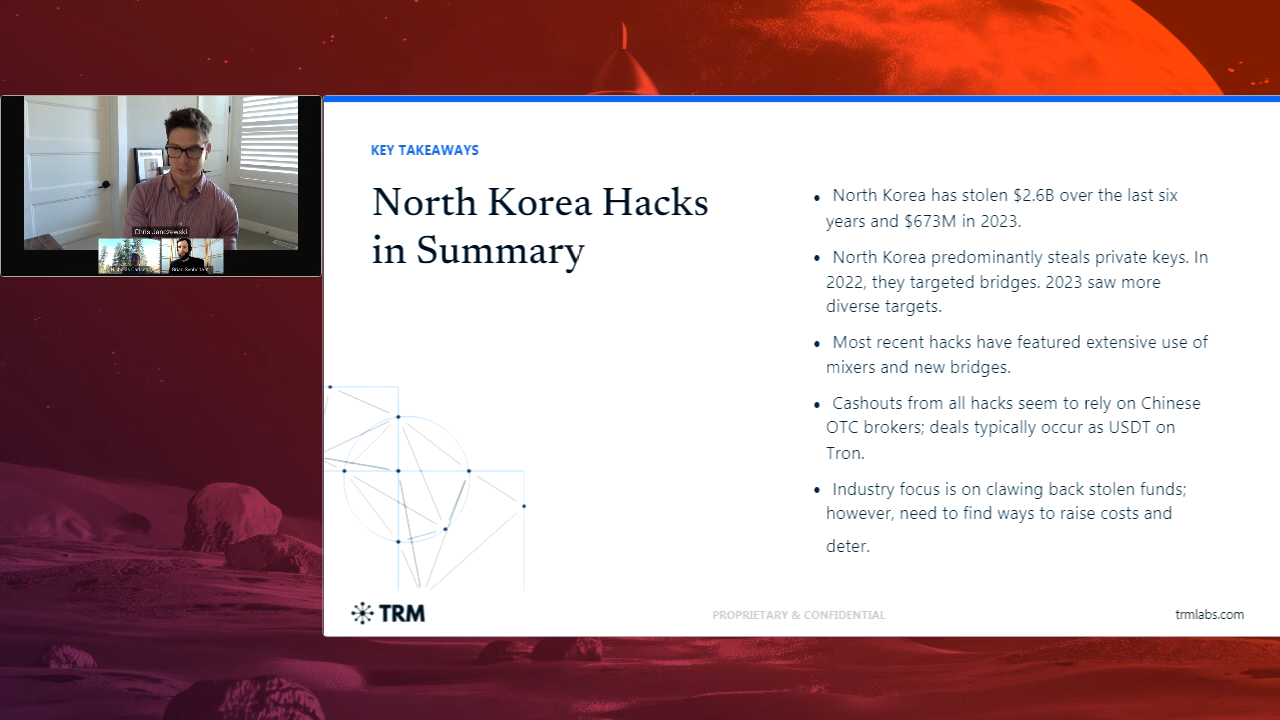 Chris Janczewski
KEY TAKEAWAYS
North Korea Hacks
in Summary
• North Korea has stolen $2.6B over the last six
years and $673M in 2023.
• North Korea predominantly steals private keys. In
2022, they targeted bridges. 2023 saw more
diverse targets.
• Most recent hacks have featured extensive use of
mixers and new bridges.
• Cashouts from all hacks seem to rely on Chinese
OTC brokers; deals typically occur as USDT on
Tron.
• Industry focus is on clawing back stolen funds;
however, need to find ways to raise costs and
deter.
TRM
PROPRIETARY & CONFIDENTIAL
trmlabs.com